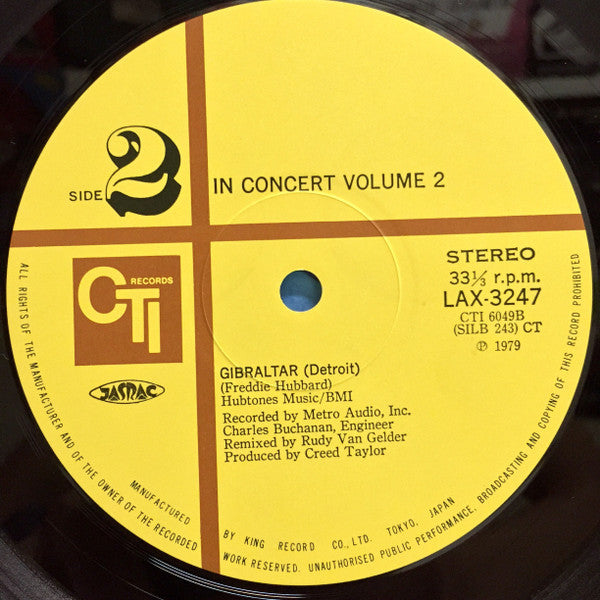 SIDE 2
IN CONCERT VOLUME 2
CTI RECORDS
JASRAC
STEREO
33⅓ r.p.m.
LAX-3247
CTI 6049B
(SILB 243) CT
℗ 1979
GIBRALTAR (Detroit)
(Freddie Hubbard)
Hubtones Music/BMI
Recorded by Metro Audio, Inc.
Charles Buchanan, Engineer
Remixed by Rudy Van Gelder
Produced by Creed Taylor
ALL RIGHTS OF THE MANUFACTURER AND OF THE OWNER OF THE RECORDED
WORK RESERVED. UNAUTHORISED PUBLIC PERFORMANCE, BROADCASTING AND COPYING OF THIS RECORD PROHIBITED
MANUFACTURED BY KING RECORD CO., LTD. TOKYO, JAPAN